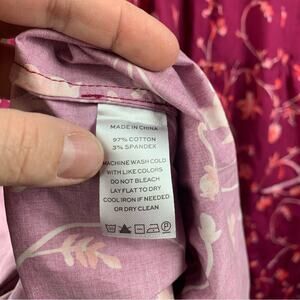 MADE IN CHINA
97% COTTON
3% SPANDEX
MACHINE WASH COLD
WITH LIKE COLORS
DO NOT BLEACH
LAY FLAT TO DRY
COOL IRON IF NEEDED
OR DRY CLEAN